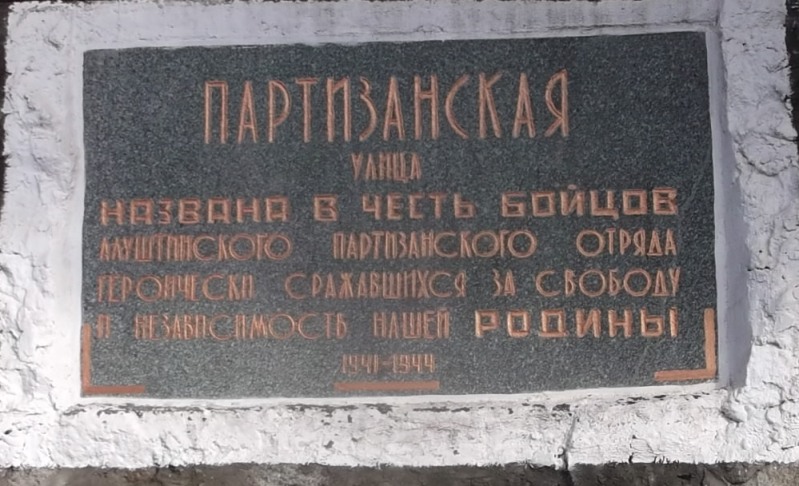 ПАРТИЗАНСКАЯ
УЛИЦА
НАЗВАНА В ЧЕСТЬ БОЙЦОВ
АЛУШТИНСКОГО ПАРТИЗАНСКОГО ОТРЯДА
ГЕРОИЧЕСКИ СРАЖАВШИХСЯ ЗА СВОБОДУ
И НЕЗАВИСИМОСТЬ НАШЕЙ РОДИНЫ
1941-1944